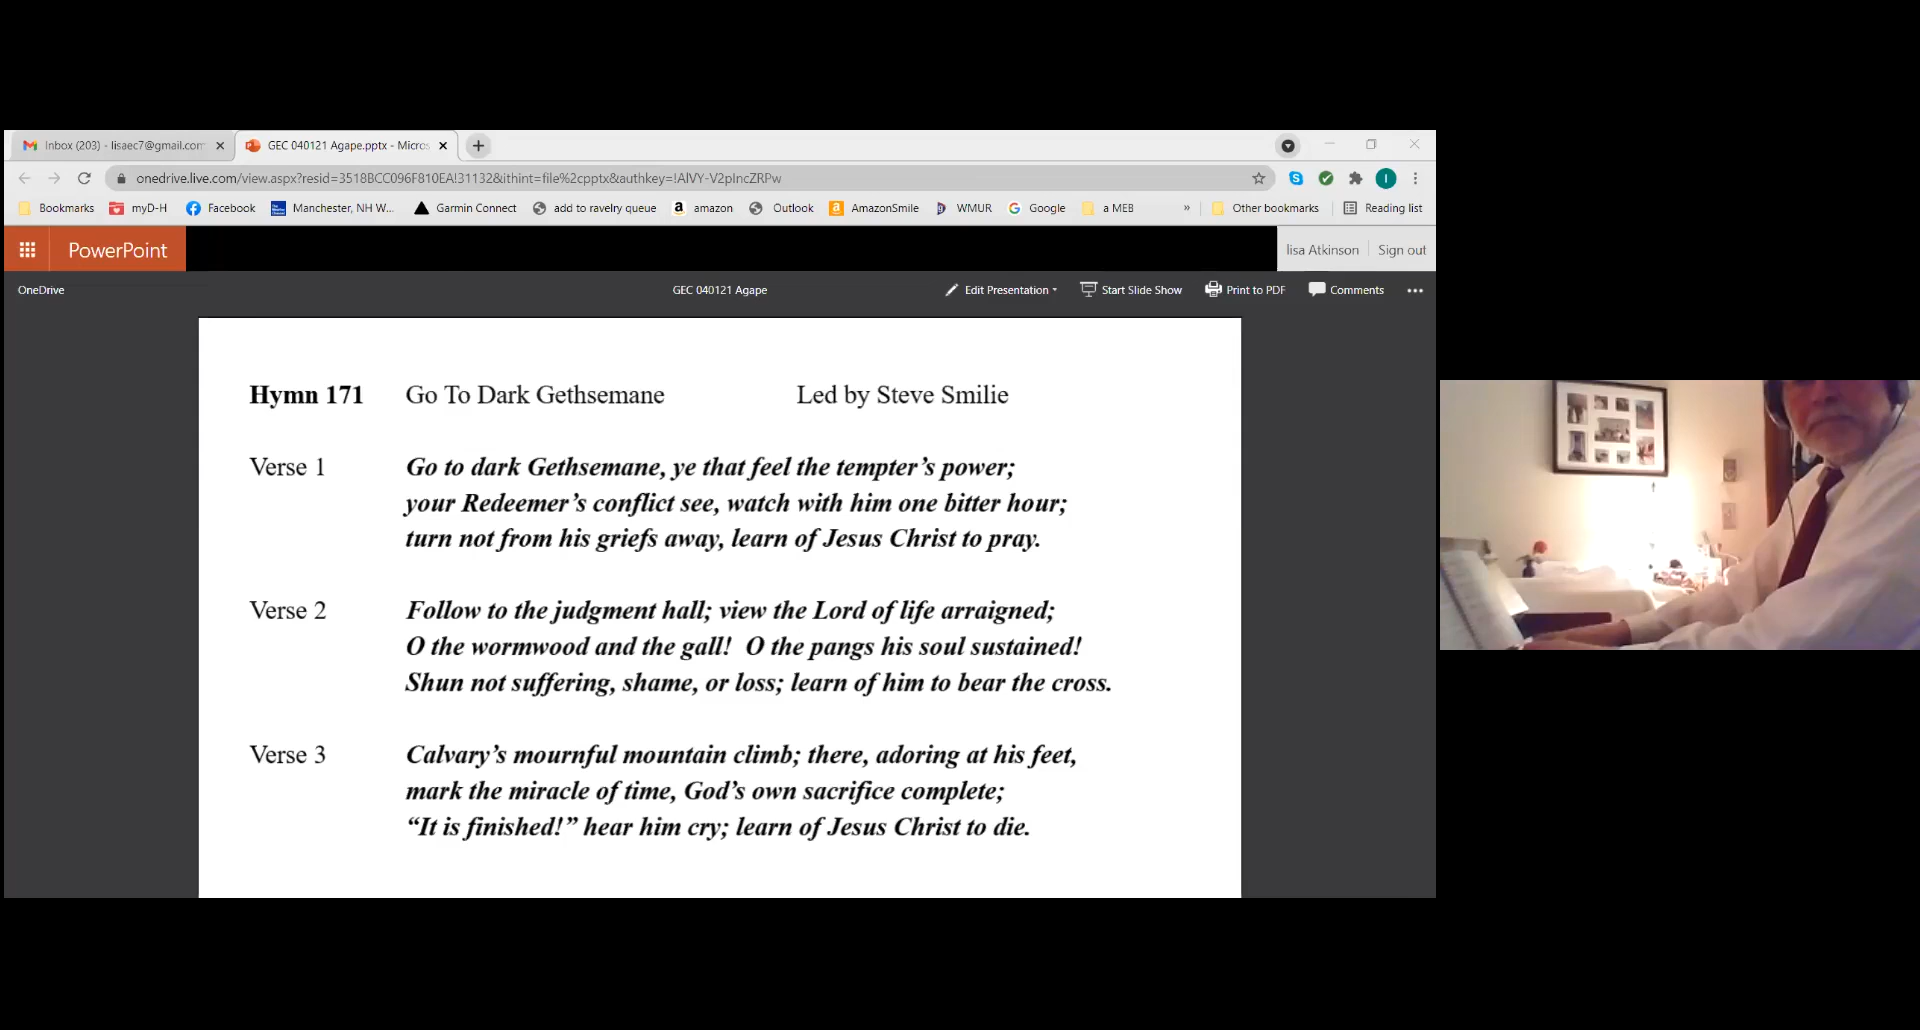 Inbox (203) - lisaec7@gmail.com
GEC 040121 Agape.pptx - Micros
onedrive.live.com/view.aspx?resid=3518BCC096F810EA!31132&ithint=file%2cpptx&authkey=!AlVY-V2pIncZRPw
Bookmarks myD-H Facebook Manchester, NH W... Garmin Connect add to ravelry queue amazon Outlook AmazonSmile WMUR Google a MEB » Other bookmarks Reading list
PowerPoint lisa Atkinson Sign out
OneDrive GEC 040121 Agape Edit Presentation Start Slide Show Print to PDF Comments
Hymn 171 Go To Dark Gethsemane Led by Steve Smilie
Verse 1 Go to dark Gethsemane, ye that feel the tempter’s power;
your Redeemer’s conflict see, watch with him one bitter hour;
turn not from his griefs away, learn of Jesus Christ to pray.
Verse 2 Follow to the judgment hall; view the Lord of life arraigned;
O the wormwood and the gall! O the pangs his soul sustained!
Shun not suffering, shame, or loss; learn of him to bear the cross.
Verse 3 Calvary’s mournful mountain climb; there, adoring at his feet,
mark the miracle of time, God’s own sacrifice complete;
“It is finished!” hear him cry; learn of Jesus Christ to die.